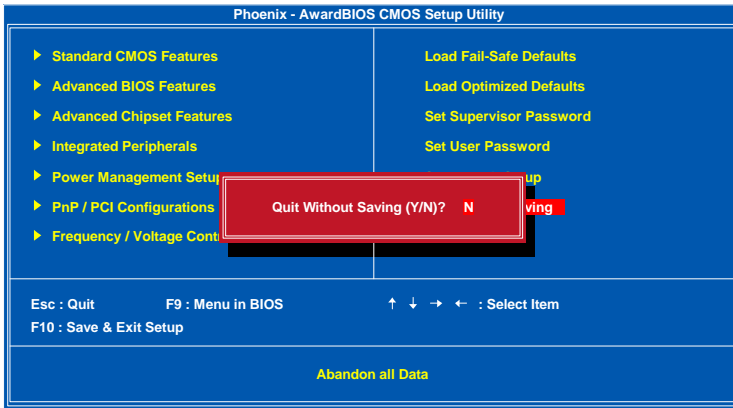 Phoenix - AwardBIOS CMOS Setup Utility
Standard CMOS Features
Advanced BIOS Features
Advanced Chipset Features
Integrated Peripherals
Power Management Setup
PnP / PCI Configurations
Frequency / Voltage
Load Fail-Safe Defaults
Load Optimized Defaults
Set Supervisor Password
Set User Password
Quit Without Saving (Y/N)? N
Esc : Quit F9 : Menu in BIOS ↑ ↓ → ← : Select Item
F10 : Save & Exit Setup
Abandon all Data